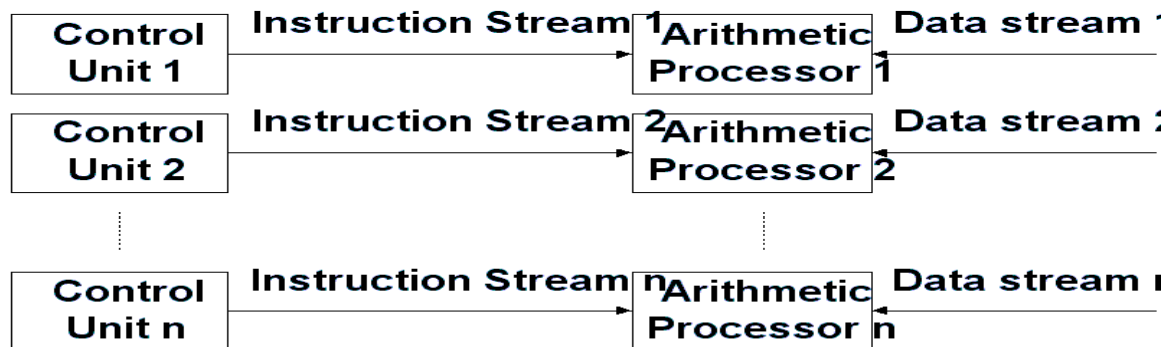 Control Unit 1
Instruction Stream 1
Arithmetic Processor 1
Data stream 1
Control Unit 2
Instruction Stream 2
Arithmetic Processor 2
Data stream 2
Control Unit n
Instruction Stream n
Arithmetic Processor n
Data stream n